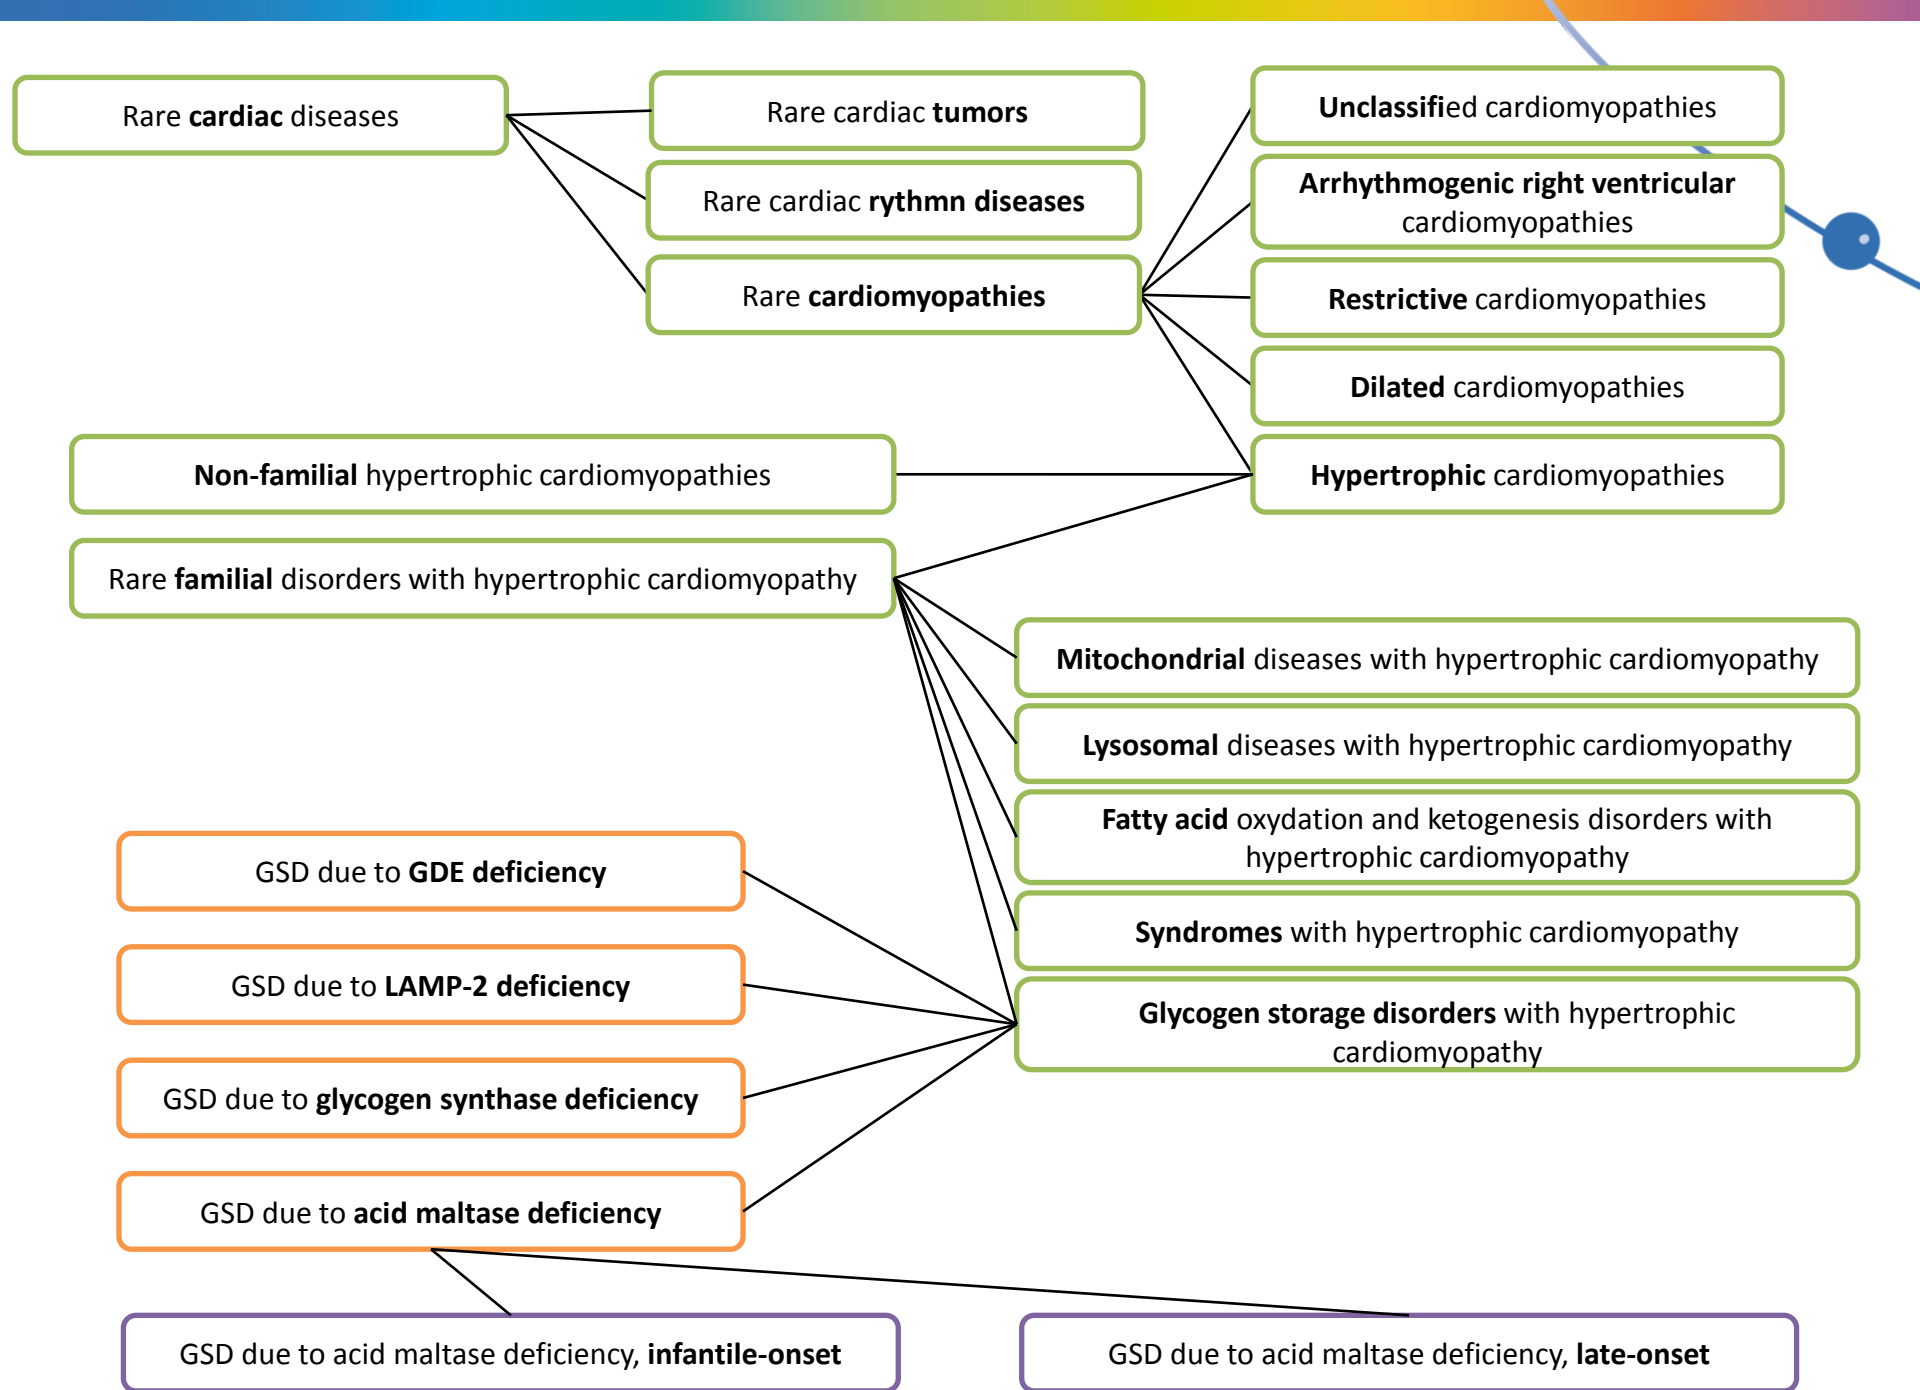 Rare cardiac diseases
Rare cardiac tumors
Rare cardiac rythmn diseases
Rare cardiomyopathies
Unclassified cardiomyopathies
Arrhythmogenic right ventricular
cardiomyopathies
Restrictive cardiomyopathies
Dilated cardiomyopathies
Hypertrophic cardiomyopathies
Non-familial hypertrophic cardiomyopathies
Rare familial disorders with hypertrophic cardiomyopathy
Mitochondrial diseases with hypertrophic cardiomyopathy
Lysosomal diseases with hypertrophic cardiomyopathy
Fatty acid oxydation and ketogenesis disorders with
hypertrophic cardiomyopathy
Syndromes with hypertrophic cardiomyopathy
Glycogen storage disorders with hypertrophic
cardiomyopathy
GSD due to GDE deficiency
GSD due to LAMP-2 deficiency
GSD due to glycogen synthase deficiency
GSD due to acid maltase deficiency
GSD due to acid maltase deficiency, infantile-onset
GSD due to acid maltase deficiency, late-onset